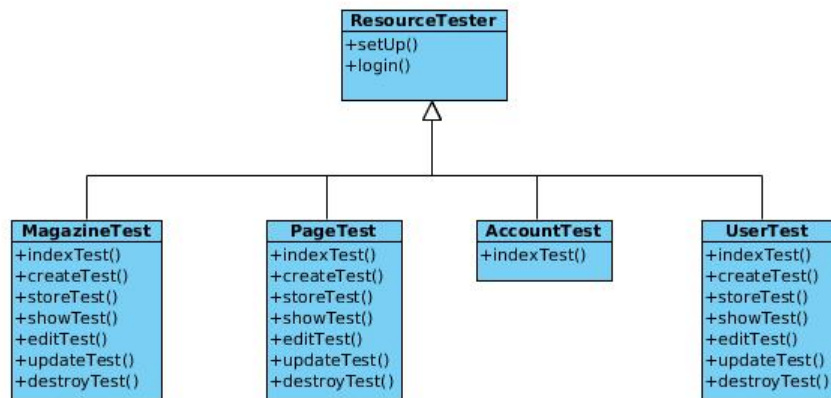 ResourceTester
+setUp()
+login()
MagazineTest
+indexTest()
+createTest()
+storeTest()
+showTest()
+editTest()
+updateTest()
+destroyTest()
PageTest
+indexTest()
+createTest()
+storeTest()
+showTest()
+editTest()
+updateTest()
+destroyTest()
AccountTest
+indexTest()
UserTest
+indexTest()
+createTest()
+storeTest()
+showTest()
+editTest()
+updateTest()
+destroyTest()